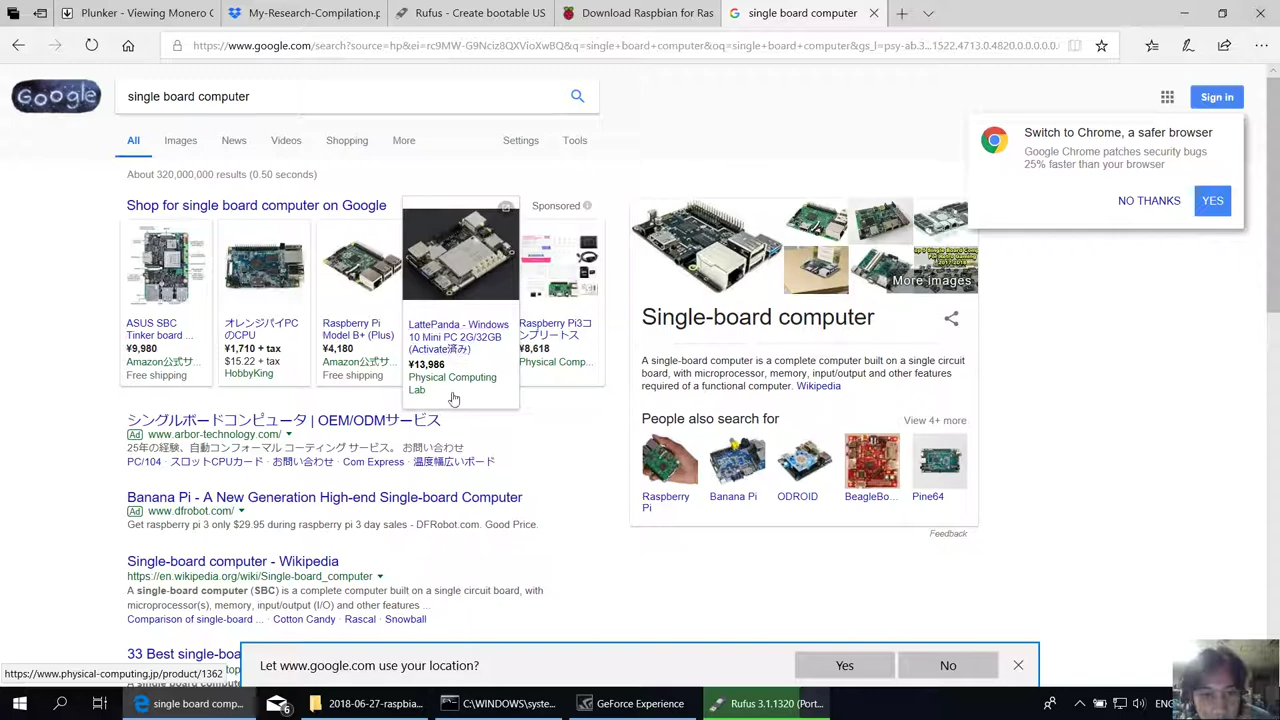 Plunker - Viewing Monero C
My-Research-Compilation.p
Rufus - Create bootable US
Download Raspbian for Ras
single board computer
https://www.google.com/search?source=hp&ei=rc9MW-G9Nciz8QXVioXwBQ&q=single+board+computer&oq=single+board+computer&gs_l=psy-ab.3...1522.4713.0.4820.0.0.0.0.0.0.
Google
single board computer
Sign in
All Images News Videos Shopping More Settings Tools
Switch to Chrome, a safer browser
Google Chrome patches security bugs
25% faster than your browser
NO THANKS YES
About 320,000,000 results (0.50 seconds)
Shop for single board computer on Google
Sponsored
ASUS SBC
Tinker board ...
¥9,980
Amazon公式サ...
Free shipping
オレンジパイPC
のCPU
¥1,710 + tax
$15.22 + tax
HobbyKing
Raspberry Pi
Model B+ (Plus)
¥4,180
Amazon公式サ...
Free shipping
LattePanda - Windows
10 Mini PC 2G/32GB
(Activate済み)
¥13,986
Physical Computing
Lab
Raspberry Pi3コ
ンプリートス
¥8,618
Physical Comp...
More images
Single-board computer
A single-board computer is a complete computer built on a single circuit
board, with microprocessor, memory, input/output and other features
required of a functional computer. Wikipedia
People also search for
View 4+ more
Raspberry
Pi
Banana Pi
ODROID
BeagleBo...
Pine64
Feedback
シングルボードコンピュータ | OEM/ODMサービス
Ad www.arbor-technology.com/
25年の経験、自動コンフォーマル コーティング サービス。 お問い合わせ
PC/104 · スロットCPUカード · お問い合わせ · Com Express · 温度幅広いボード
Banana Pi - A New Generation High-end Single-board Computer
Ad www.dfrobot.com/
Get raspberry pi 3 only $29.95 during raspberry pi 3 day sales - DFRobot.com. Good Price.
Single-board computer - Wikipedia
https://en.wikipedia.org/wiki/Single-board_computer
A single-board computer (SBC) is a complete computer built on a single circuit board, with
microprocessor(s), memory, input/output (I/O) and other features ...
Comparison of single-board ... · Cotton Candy · Rascal · Snowball
33 Best single-boa
https://www.physical-computing.jp/product/1362
Let www.google.com use your location?
Yes No
single board comp...
6
2018-06-27-raspbia...
C:\WINDOWS\syste...
GeForce Experience
Rufus 3.1.1320 (Port...
ENG